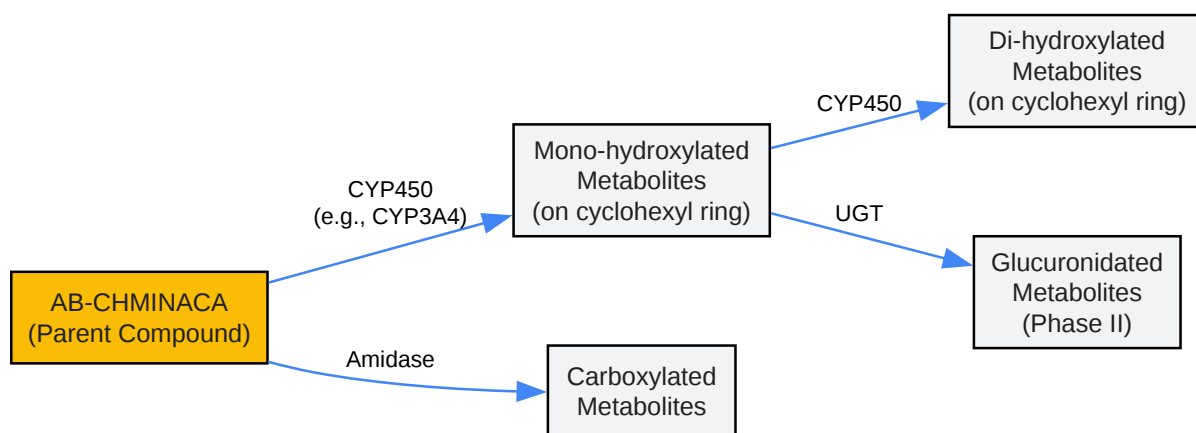 AB-CHMINACA
(Parent Compound)
CYP450
(e.g., CYP3A4)
Amidase
Mono-hydroxylated
Metabolites
(on cyclohexyl ring)
Carboxylated
Metabolites
CYP450
UGT
Di-hydroxylated
Metabolites
(on cyclohexyl ring)
Glucuronidated
Metabolites
(Phase II)